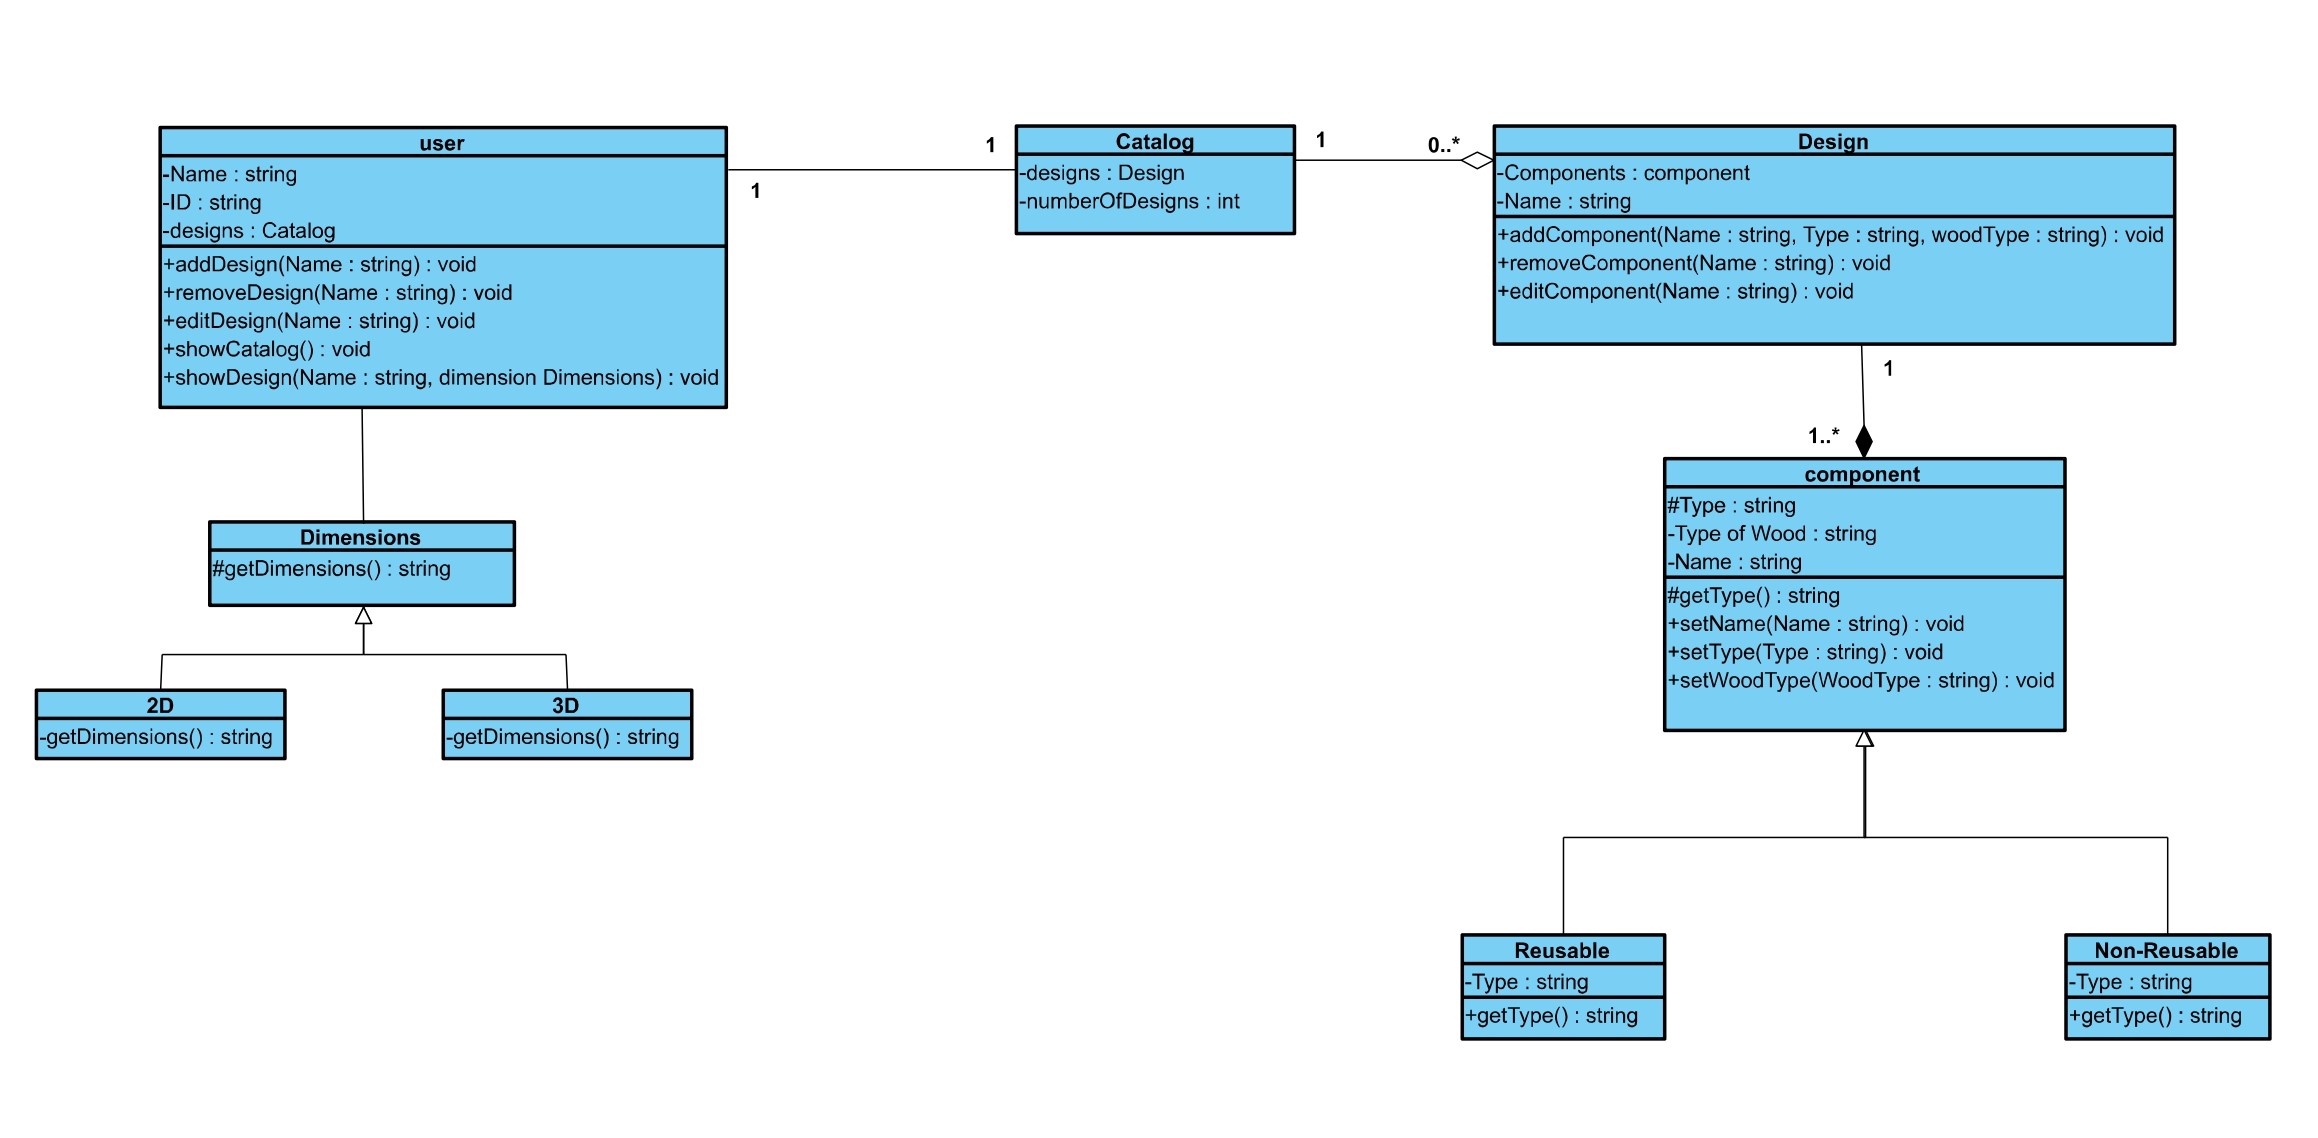 user
-Name : string
-ID : string
-designs : Catalog
+addDesign(Name : string) : void
+removeDesign(Name : string) : void
+editDesign(Name : string) : void
+showCatalog() : void
+showDesign(Name : string, dimension Dimensions) : void
1
1
Catalog
-designs : Design
-numberOfDesigns : int
1
0..*
Design
-Components : component
-Name : string
+addComponent(Name : string, Type : string, woodType : string) : void
+removeComponent(Name : string) : void
+editComponent(Name : string) : void
1
1..*
component
#Type : string
-Type of Wood : string
-Name : string
#getType() : string
+setName(Name : string) : void
+setType(Type : string) : void
+setWoodType(WoodType : string) : void
Dimensions
#getDimensions() : string
2D
-getDimensions() : string
3D
-getDimensions() : string
Reusable
-Type : string
+getType() : string
Non-Reusable
-Type : string
+getType() : string